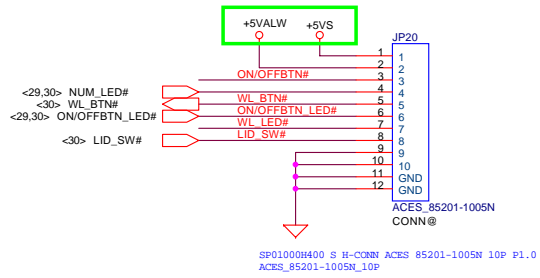 +5VALW +5VS
JP20
1 1
2 2
ON/OFFBTN# 3 3
<29,30> NUM_LED# 4 4
<30> WL_BTN# WL_BTN# 5 5
<29,30> ON/OFFBTN_LED# ON/OFFBTN_LED# 6 6
WL_LED# 7 7
<30> LID_SW# LID_SW# 8 8
9 9
10 10
11 GND
12 GND
ACES_85201-1005N
CONN@
SP01000H400 S H-CONN ACES 85201-1005N 10P P1.0
ACES_85201-1005N_10P